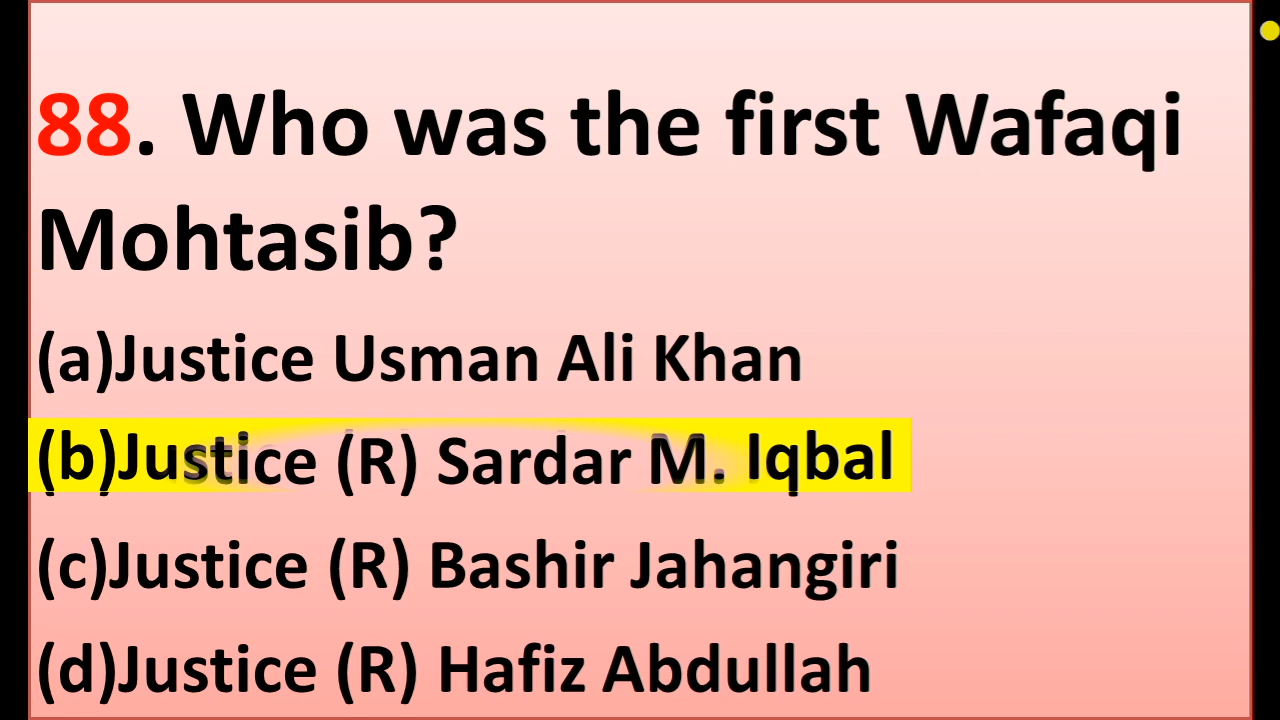 88. Who was the first Wafaqi
Mohtasib?
(a)Justice Usman Ali Khan
(b)Justice (R) Sardar M. Iqbal
(c)Justice (R) Bashir Jahangiri
(d)Justice (R) Hafiz Abdullah